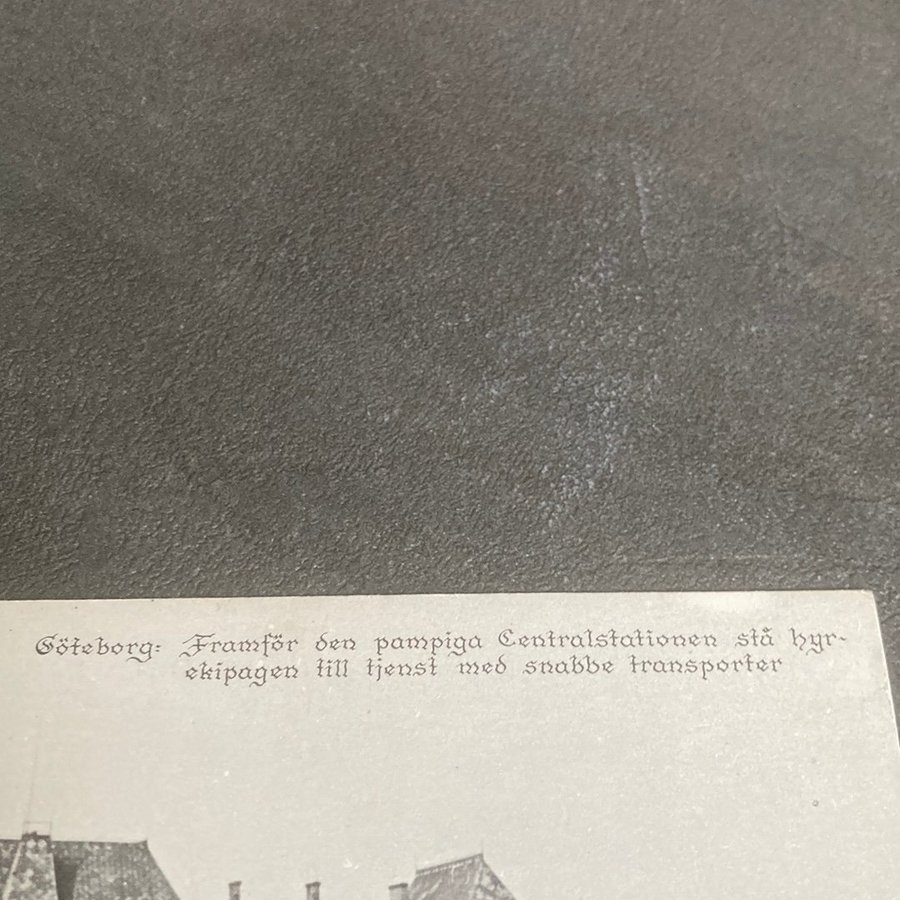 Göteborg: Framför den pampiga Centralstationen stå hyr-
ekipagen till tjenst med snabbe transporter